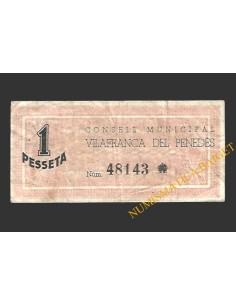 1
PESSETA
CONSELL MUNICIPAL
VILAFRANCA DEL PENEDÈS
Núm. 48143